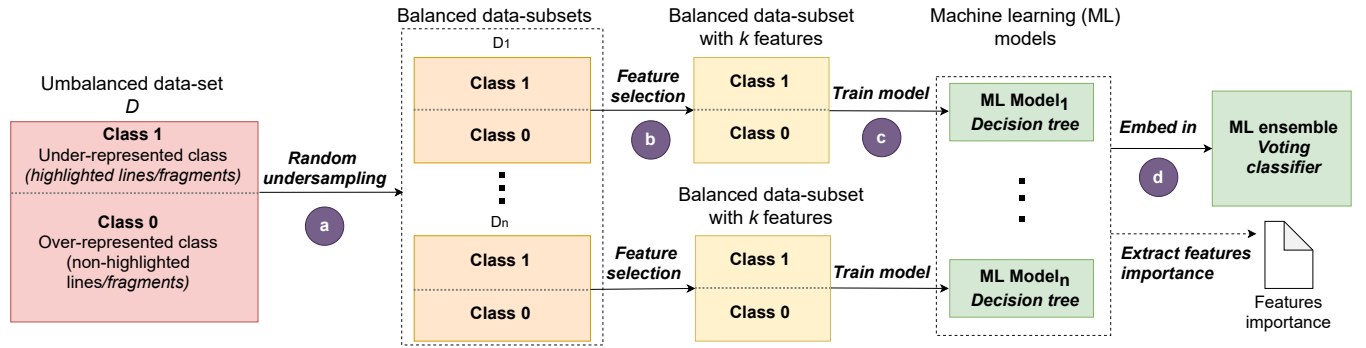 Umbalanced data-set
D
Class 1
Under-represented class
(highlighted lines/fragments)
Class 0
Over-represented class
(non-highlighted
lines/fragments)
Random
undersampling
a
Balanced data-subsets
D1
Class 1
Class 0
Dn
Class 1
Class 0
Feature
selection
b
Feature
selection
Balanced data-subset
with k features
Class 1
Class 0
Balanced data-subset
with k features
Class 1
Class 0
Train model
c
Train model
Machine learning (ML)
models
ML Model1
Decision tree
ML Modeln
Decision tree
Embed in
d
ML ensemble
Voting
classifier
Extract features
importance
Features
importance